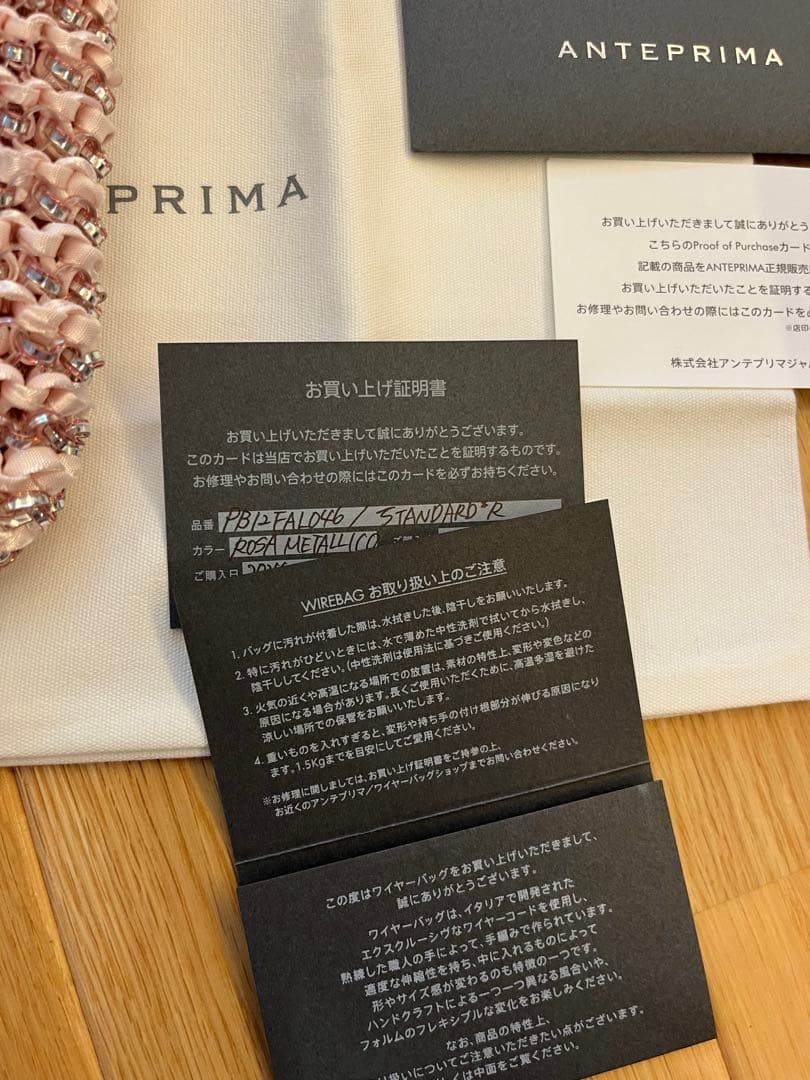 ANTEPRIMA
PRIMA
お買い上げいただきまして誠にありがとう
こちらのProof of Purchaseカード
記載の商品をANTEPRIMA正規販売
お買い上げいただいたことを証明する
お修理やお問い合わせの際にはこのカードを
※店印
株式会社アンテプリマジャ
お買い上げ証明書
お買い上げいただきまして誠にありがとうございます。
このカードは当店でお買い上げいただいたことを証明するものです。
お修理やお問い合わせの際にはこのカードを必ずお持ちください。
品番 PB12FAL046 / STANDARD*R
カラー ROSA METALLICO
ご購入日
WIREBAG お取り扱い上のご注意
1. バッグに汚れが付着した際は、水拭きした後、陰干しをお願いいたします。
2. 特に汚れがひどいときには、水で薄めた中性洗剤で拭いてから水拭きし、
陰干ししてください。(中性洗剤は使用法に基づきご使用ください。)
3. 火気の近くや高温になる場所での放置は、素材の特性上、変形や変色などの
原因になる場合があります。長くご使用いただくために、高温多湿を避けた
涼しい場所での保管をお願いいたします。
4. 重いものを入れすぎると、変形や持ち手の付け根部分が伸びる原因になり
ます。1.5Kgまでを目安にしてご愛用ください。
※お修理に関しましては、お買い上げ証明書をご持参の上、
お近くのアンテプリマ/ワイヤーバッグショップまでお問い合わせください。
この度はワイヤーバッグをお買い上げいただきまして、
誠にありがとうございます。
ワイヤーバッグは、イタリアで開発された
エクスクルーシヴなワイヤーコードを使用し、
熟練した職人の手によって、手編みで作られています。
適度な伸縮性を持ち、中に入れるものによって
形やサイズ感が変わるのも特徴の一つです。
ハンドクラフトによる一つ一つ異なる風合いや、
フォルムのフレキシブルな変化をお楽しみください。
なお、商品の特性上、
り扱いについてご注意いただきたい点がございます。
くは中面をご覧ください。